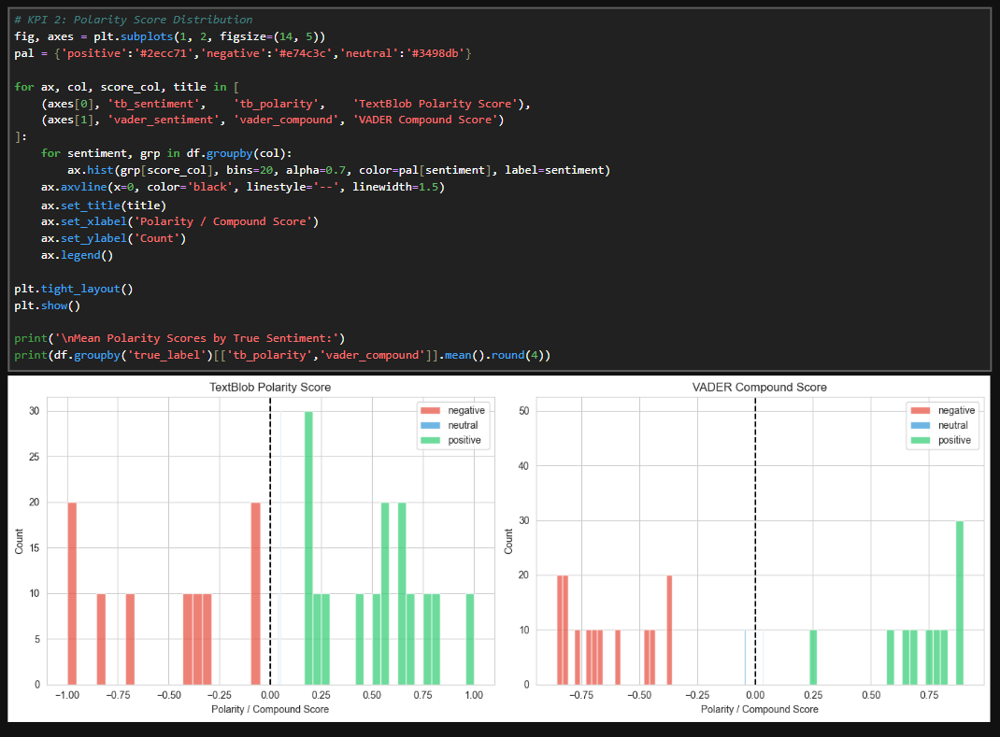 # KPI 2: Polarity Score Distribution
fig, axes = plt.subplots(1, 2, figsize=(14, 5))
pal = {'positive':'#2ecc71','negative':'#e74c3c','neutral':'#3498db'}
for ax, col, score_col, title in [
    (axes[0], 'tb_sentiment',    'tb_polarity',     'TextBlob Polarity Score'),
    (axes[1], 'vader_sentiment', 'vader_compound', 'VADER Compound Score')
]:
    for sentiment, grp in df.groupby(col):
        ax.hist(grp[score_col], bins=20, alpha=0.7, color=pal[sentiment], label=sentiment)
    ax.axvline(x=0, color='black', linestyle='--', linewidth=1.5)
    ax.set_title(title)
    ax.set_xlabel('Polarity / Compound Score')
    ax.set_ylabel('Count')
    ax.legend()
plt.tight_layout()
plt.show()
print('\nMean Polarity Scores by True Sentiment:')
print(df.groupby('true_label')[['tb_polarity','vader_compound']].mean().round(4))
TextBlob Polarity Score
30
25
20
15
10
5
0
Count
negative
neutral
positive
−1.00 −0.75 −0.50 −0.25 0.00 0.25 0.50 0.75 1.00
Polarity / Compound Score
VADER Compound Score
50
40
30
20
10
0
Count
negative
neutral
positive
−0.75 −0.50 −0.25 0.00 0.25 0.50 0.75
Polarity / Compound Score